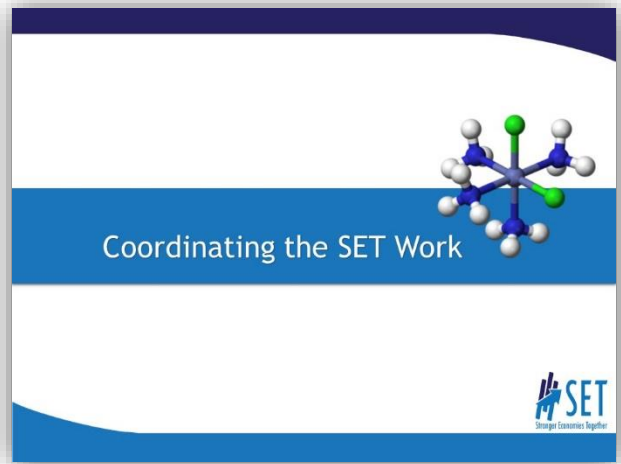 Coordinating the SET Work
SET
Stronger Economies Together